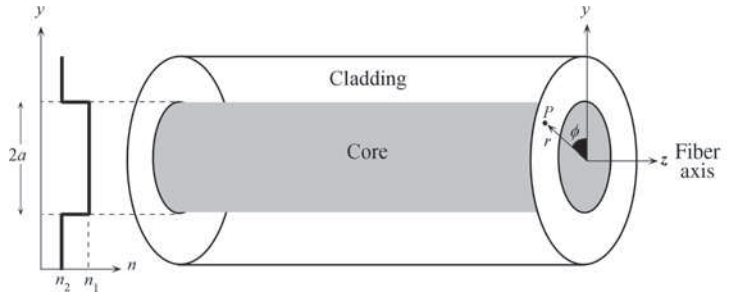 y
y
Cladding
P
ϕ
2a
Core
r
z
Fiber
axis
n
n₂
n₁